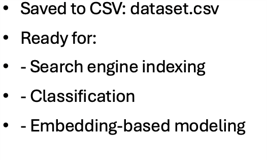 • Saved to CSV: dataset.csv
• Ready for:
• - Search engine indexing
• - Classification
• - Embedding-based modeling